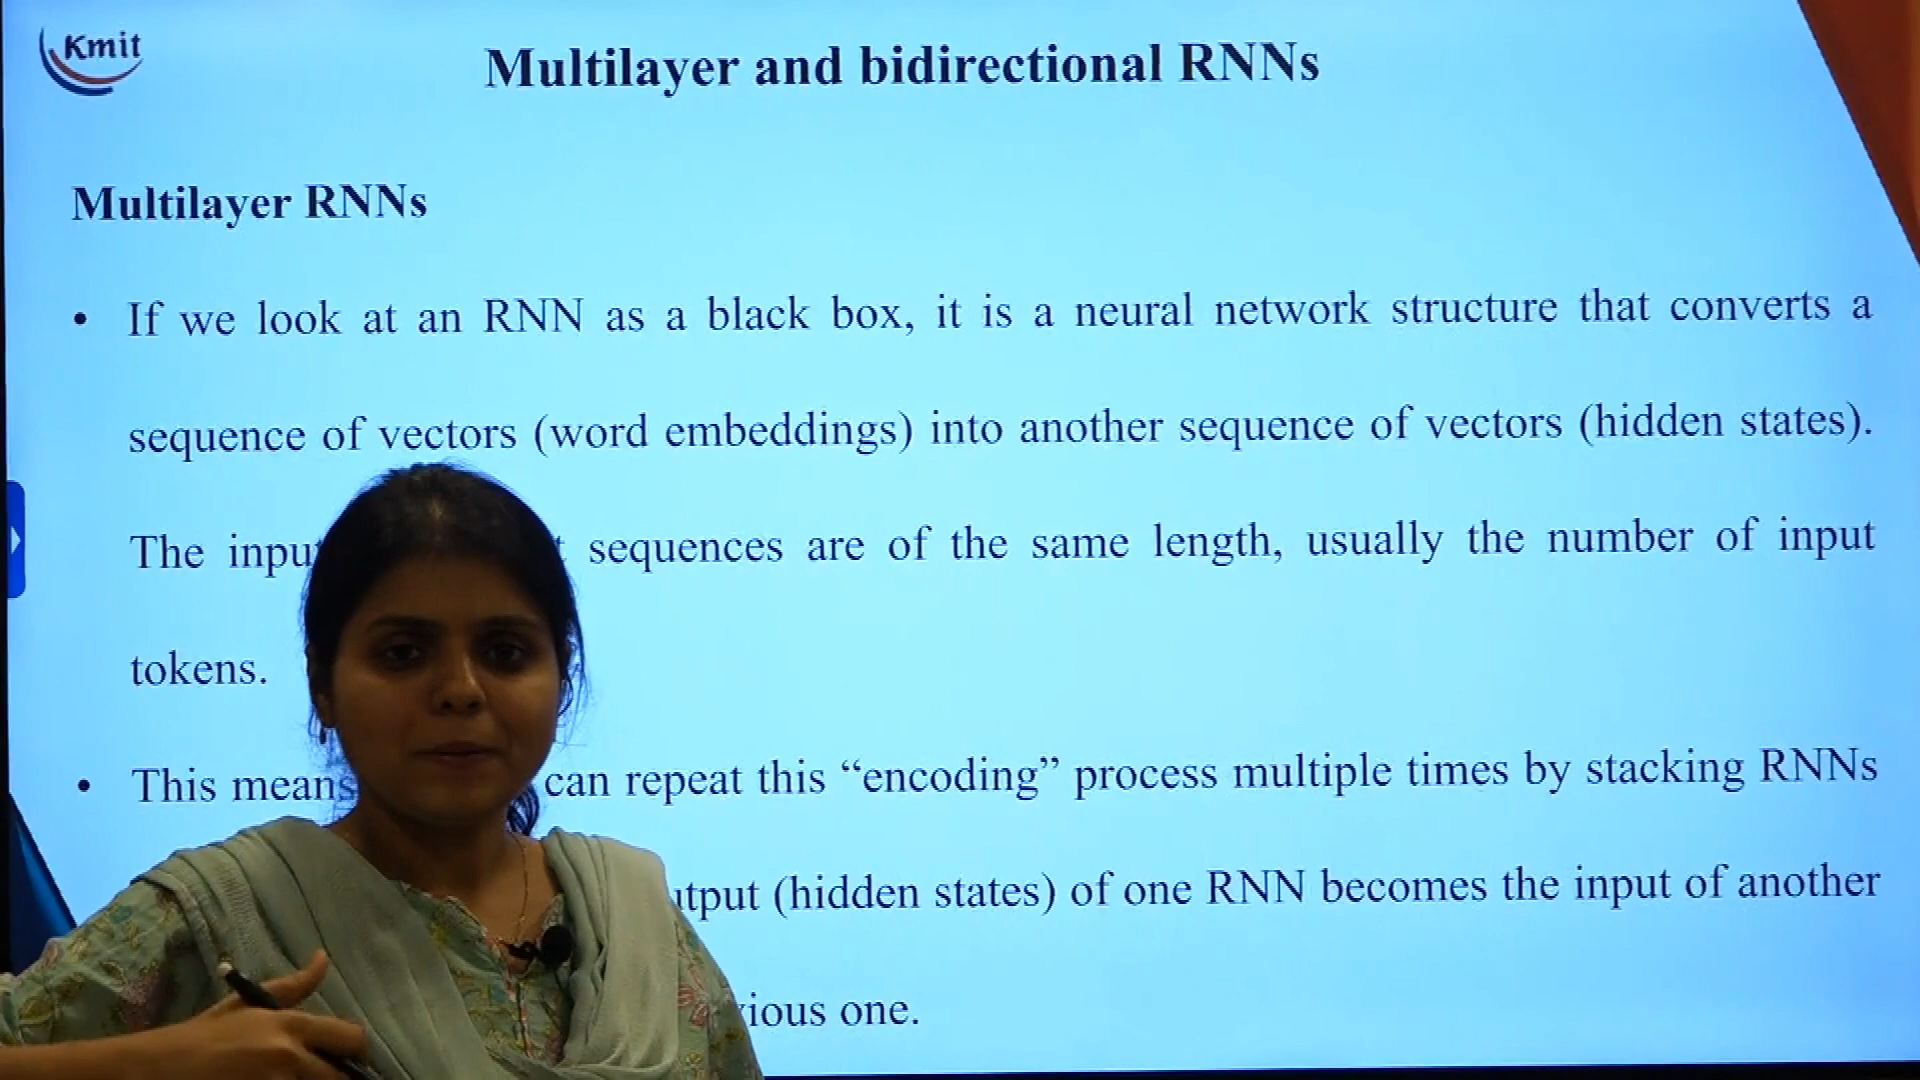 Kmit
Multilayer and bidirectional RNNs
Multilayer RNNs
• If we look at an RNN as a black box, it is a neural network structure that converts a
sequence of vectors (word embeddings) into another sequence of vectors (hidden states).
The sequences are of the same length, usually the number of input
tokens.
• This means can repeat this “encoding” process multiple times by stacking RNNs
(hidden states) of one RNN becomes the input of another
one.